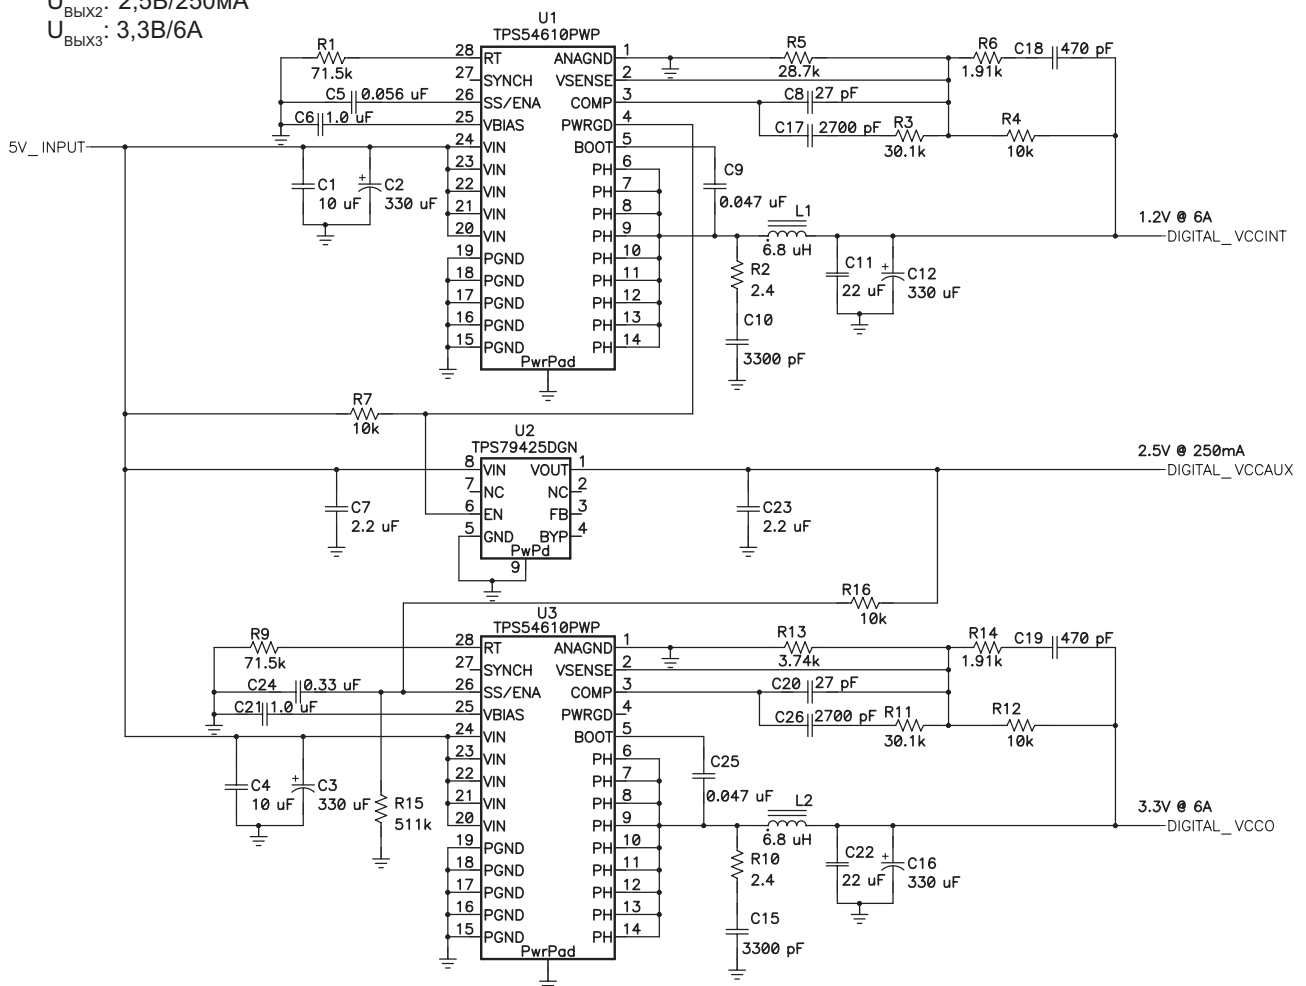 U_ВЫХ2: 2,5В/250мА
U_ВЫХ3: 3,3В/6А
U1
TPS54610PWP
R1
71.5k
28 RT
27 SYNCH
C5 0.056 uF
26 SS/ENA
C6 1.0 uF
25 VBIAS
5V_INPUT
24 VIN
23 VIN
22 VIN
21 VIN
20 VIN
19 PGND
18 PGND
17 PGND
16 PGND
15 PGND
PwrPad
ANAGND 1
VSENSE 2
COMP 3
PWRGD 4
BOOT 5
PH 6
PH 7
PH 8
PH 9
PH 10
PH 11
PH 12
PH 13
PH 14
C1
10 uF
C2
330 uF
R5
28.7k
R6
1.91k
C18 470 pF
C8 27 pF
C17 2700 pF
R3
30.1k
R4
10k
C9
0.047 uF
L1
6.8 uH
R2
2.4
C10
3300 pF
C11
22 uF
C12
330 uF
1.2V @ 6A
DIGITAL_VCCINT
R7
10k
U2
TPS79425DGN
8 VIN
7 NC
6 EN
5 GND
VOUT 1
NC 2
FB 3
BYP 4
PwPd
9
C7
2.2 uF
C23
2.2 uF
2.5V @ 250mA
DIGITAL_VCCAUX
R16
10k
U3
TPS54610PWP
R9
71.5k
28 RT
27 SYNCH
C24 0.33 uF
26 SS/ENA
C21 1.0 uF
25 VBIAS
24 VIN
23 VIN
22 VIN
21 VIN
20 VIN
19 PGND
18 PGND
17 PGND
16 PGND
15 PGND
PwrPad
ANAGND 1
VSENSE 2
COMP 3
PWRGD 4
BOOT 5
PH 6
PH 7
PH 8
PH 9
PH 10
PH 11
PH 12
PH 13
PH 14
C4
10 uF
C3
330 uF
R15
511k
R13
3.74k
R14
1.91k
C19 470 pF
C20 27 pF
C26 2700 pF
R11
30.1k
R12
10k
C25
0.047 uF
L2
6.8 uH
R10
2.4
C15
3300 pF
C22
22 uF
C16
330 uF
3.3V @ 6A
DIGITAL_VCCO